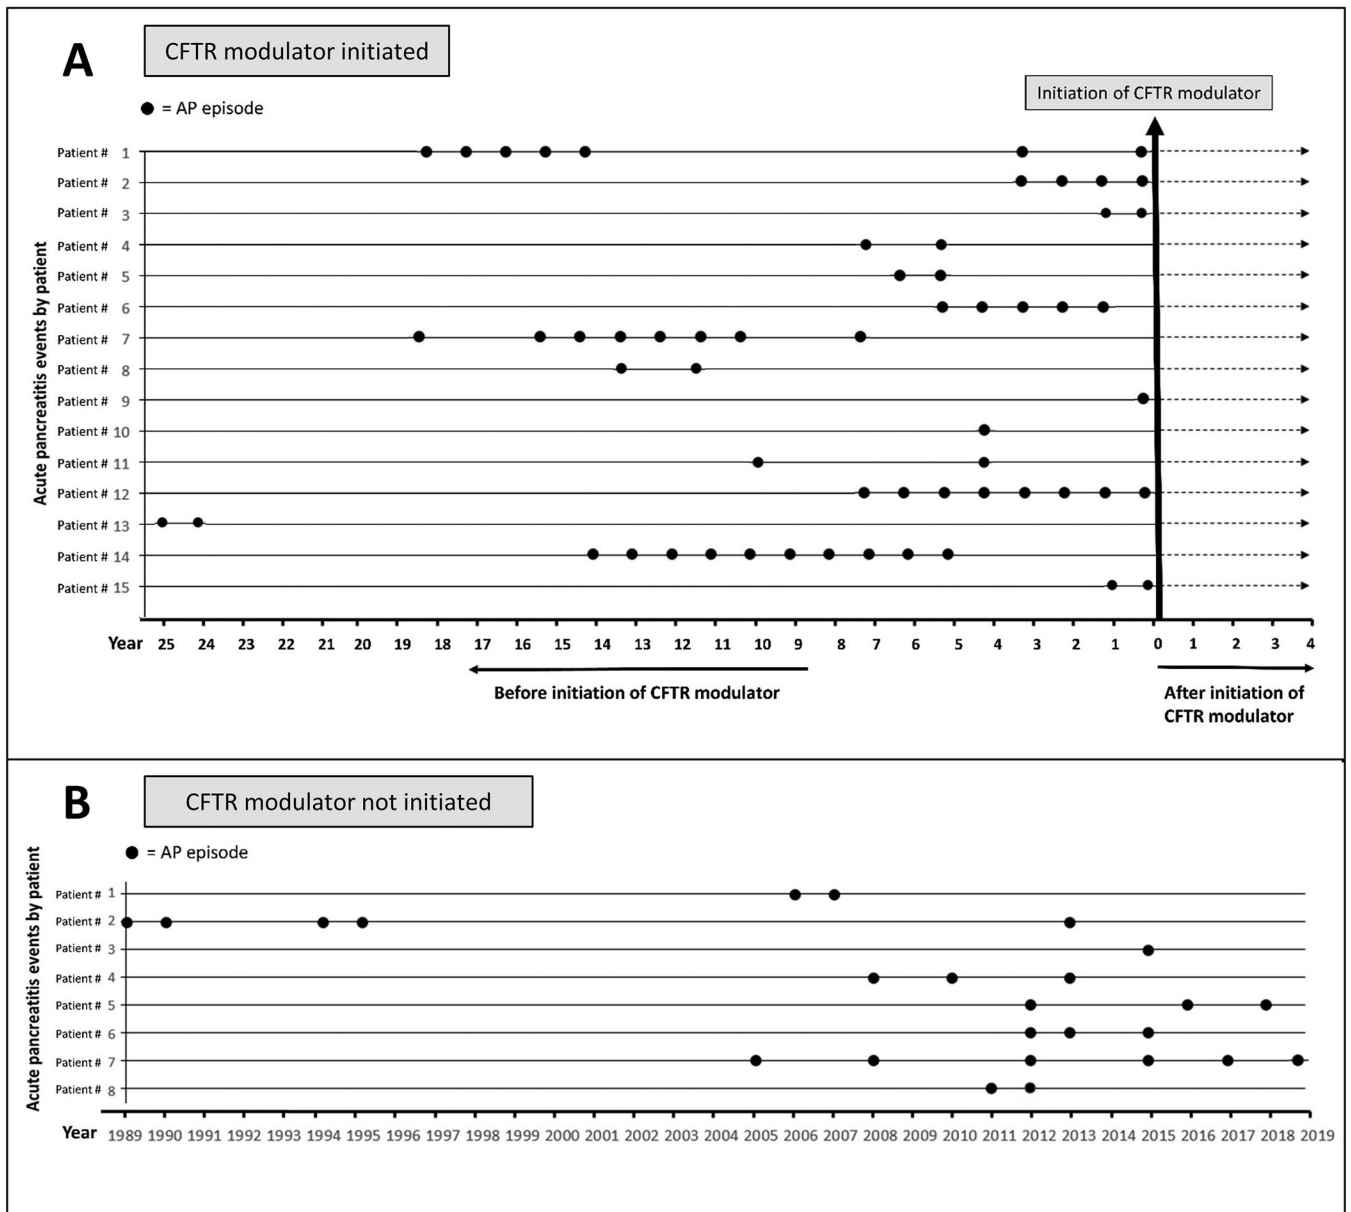 A
CFTR modulator initiated
= AP episode
Initiation of CFTR modulator
Acute pancreatitis events by patient
Patient # 1
Patient # 2
Patient # 3
Patient # 4
Patient # 5
Patient # 6
Patient # 7
Patient # 8
Patient # 9
Patient # 10
Patient # 11
Patient # 12
Patient # 13
Patient # 14
Patient # 15
Year 25 24 23 22 21 20 19 18 17 16 15 14 13 12 11 10 9 8 7 6 5 4 3 2 1 0 1 2 3 4
Before initiation of CFTR modulator
After initiation of
CFTR modulator
B
CFTR modulator not initiated
= AP episode
Acute pancreatitis events by patient
Patient # 1
Patient # 2
Patient # 3
Patient # 4
Patient # 5
Patient # 6
Patient # 7
Patient # 8
Year 1989 1990 1991 1992 1993 1994 1995 1996 1997 1998 1999 2000 2001 2002 2003 2004 2005 2006 2007 2008 2009 2010 2011 2012 2013 2014 2015 2016 2017 2018 2019